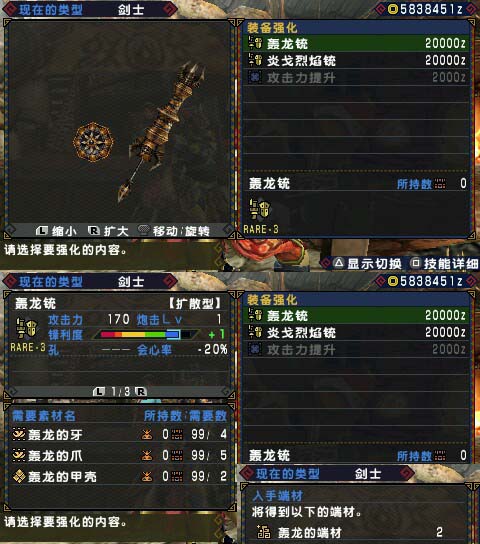 现在的类型 剑士
5838451z
装备强化
轰龙铳 20000z
炎戈烈焰铳 20000z
攻击力提升 2000z
轰龙铳 所持数 0
RARE-3
L 缩小 R 扩大 移动:旋转
请选择要强化的内容。
△显示切换 □技能详细
现在的类型 剑士
5838451z
轰龙铳 【扩散型】
攻击力 170 炮击Lv 1
锋利度 +1
RARE-3
孔 --- 会心率 -20%
L 1/3 R
需要素材名 所持数:需要数
轰龙的牙 0 99/ 4
轰龙的爪 0 99/ 5
轰龙的甲壳 0 99/ 2
请选择要强化的内容。
装备强化
轰龙铳 20000z
炎戈烈焰铳 20000z
攻击力提升 2000z
轰龙铳 所持数 0
现在的类型 剑士
入手端材
将得到以下的端材。
轰龙的端材 2